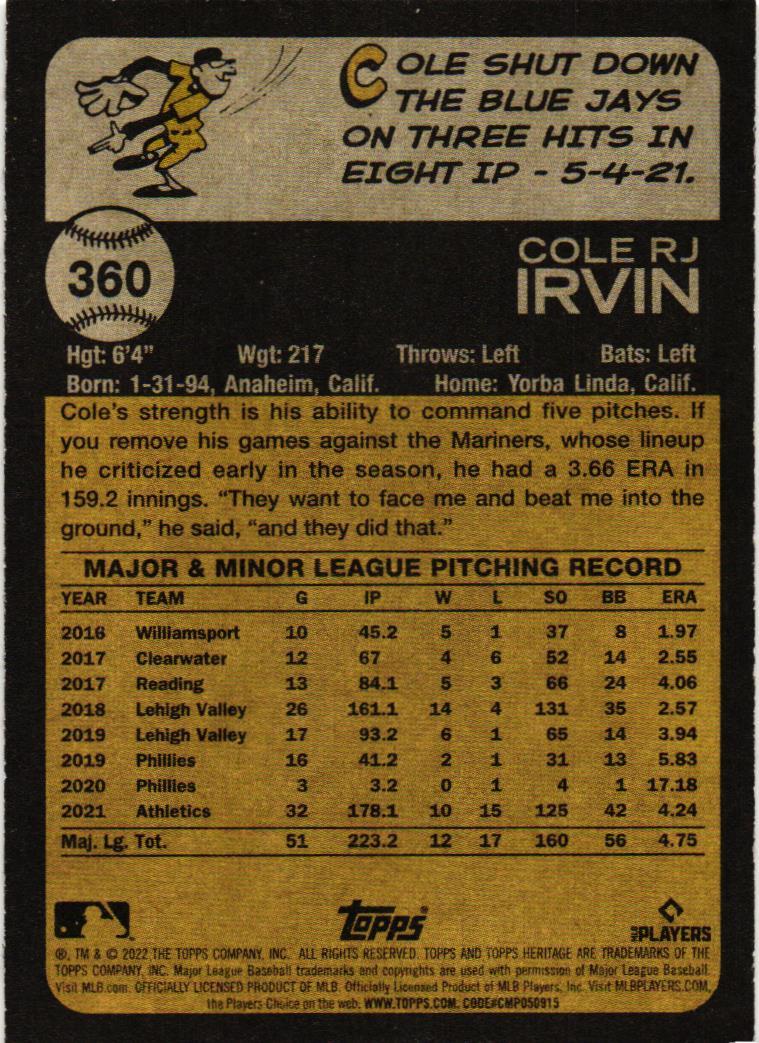 COLE SHUT DOWN
THE BLUE JAYS
ON THREE HITS IN
EIGHT IP - 5-4-21.
360
COLE RJ
IRVIN
Hgt: 6'4" Wgt: 217 Throws: Left Bats: Left
Born: 1-31-94, Anaheim, Calif. Home: Yorba Linda, Calif.
Cole's strength is his ability to command five pitches. If
you remove his games against the Mariners, whose lineup
he criticized early in the season, he had a 3.66 ERA in
159.2 innings. "They want to face me and beat me into the
ground," he said, "and they did that."
MAJOR & MINOR LEAGUE PITCHING RECORD
YEAR TEAM G IP W L SO BB ERA
2016 Williamsport 10 45.2 5 1 37 8 1.97
2017 Clearwater 12 67 4 6 52 14 2.55
2017 Reading 13 84.1 5 3 66 24 4.06
2018 Lehigh Valley 26 161.1 14 4 131 35 2.57
2019 Lehigh Valley 17 93.2 6 1 65 14 3.94
2019 Phillies 16 41.2 2 1 31 13 5.83
2020 Phillies 3 3.2 0 1 4 1 17.18
2021 Athletics 32 178.1 10 15 125 42 4.24
Maj. Lg. Tot. 51 223.2 12 17 160 56 4.75
Topps® PLAYERS
®, TM & © 2022 THE TOPPS COMPANY, INC. ALL RIGHTS RESERVED. TOPPS AND TOPPS HERITAGE ARE TRADEMARKS OF THE
TOPPS COMPANY, INC. Major League Baseball trademarks and copyrights are used with permission of Major League Baseball.
Visit MLB.com. OFFICIALLY LICENSED PRODUCT OF MLB. Officially Licensed Product of MLB Players, Inc. Visit MLBPLAYERS.COM,
the Players Choice on the web. WWW.TOPPS.COM. CODE#CMP050915